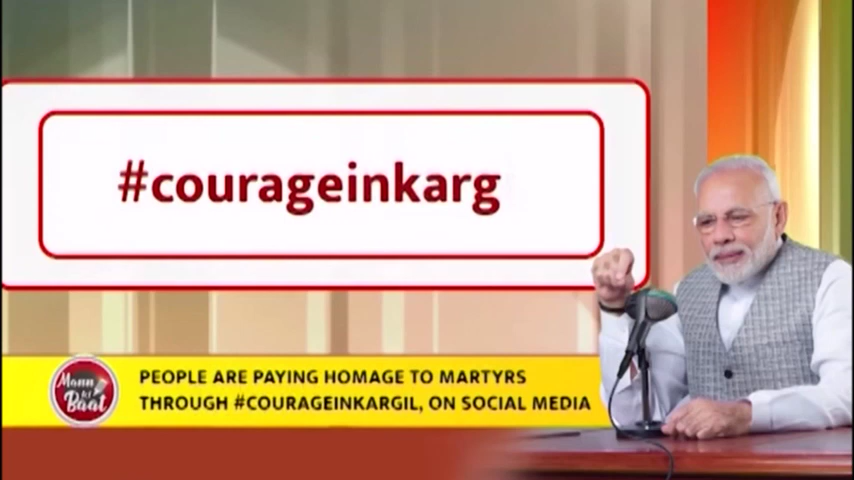 #courageinkarg
Mann
ki
Baat
PEOPLE ARE PAYING HOMAGE TO MARTYRS
THROUGH #COURAGEINKARGIL, ON SOCIAL MEDIA